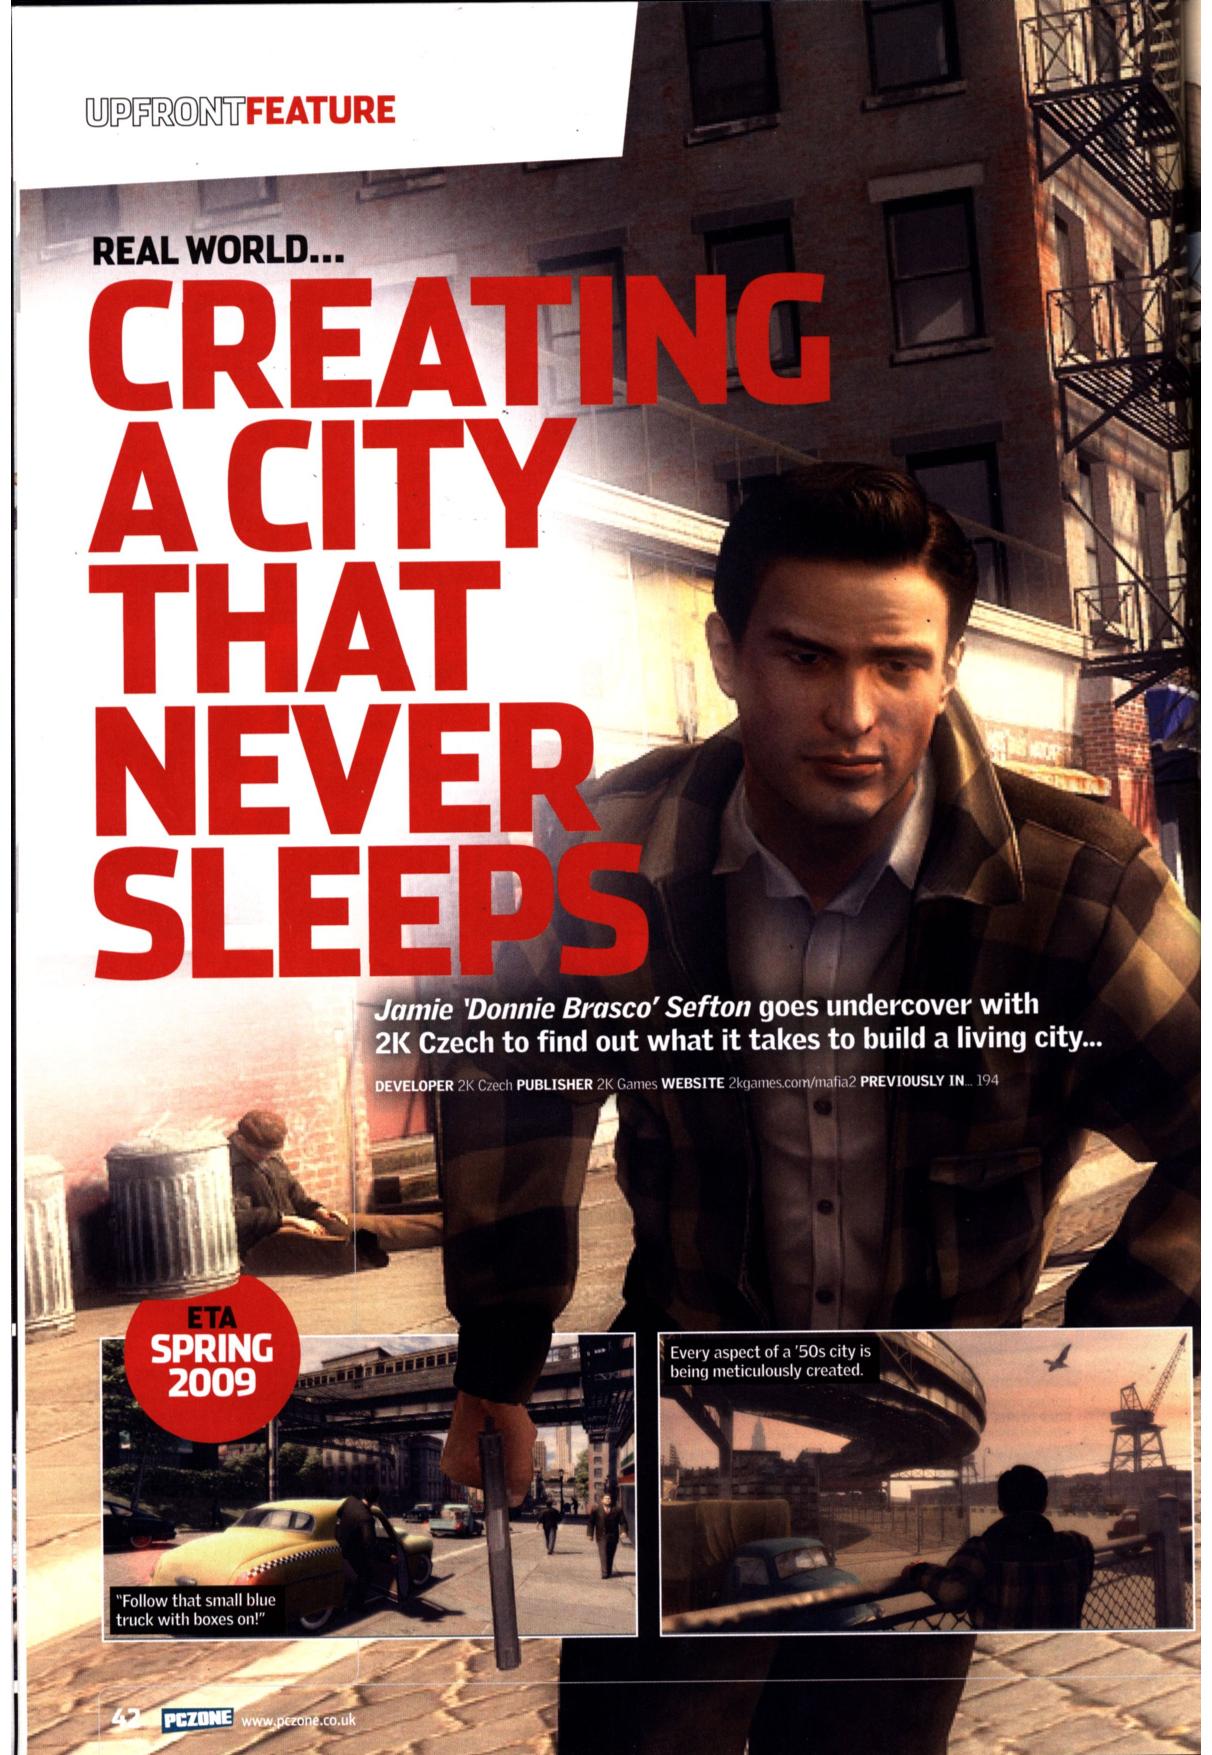 UPFRONTFEATURE
REAL WORLD...
CREATING
A CITY
THAT
NEVER
SLEEPS
Jamie 'Donnie Brasco' Sefton goes undercover with
2K Czech to find out what it takes to build a living city...
DEVELOPER 2K Czech PUBLISHER 2K Games WEBSITE 2kgames.com/mafia2 PREVIOUSLY IN... 194
ETA
SPRING
2009
"Follow that small blue
truck with boxes on!"
Every aspect of a '50s city is
being meticulously created.
42 PCZONE www.pczone.co.uk